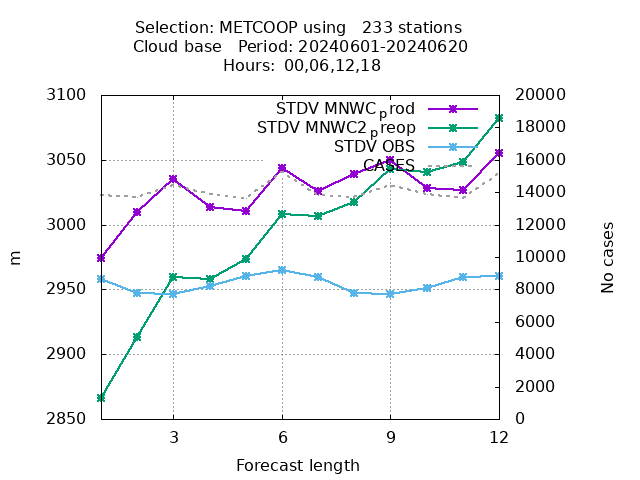 Selection: METCOOP using   233 stations
Cloud base   Period: 20240601-20240620
Hours:  00,06,12,18
3100 20000
STDV MNWCprod
18000
STDV MNWC2preop
STDV OBS
3050 16000
CASES
14000
3000 12000
m
No cases
10000
2950 8000
6000
2900 4000
2000
2850 0
3 6 9 12
Forecast length